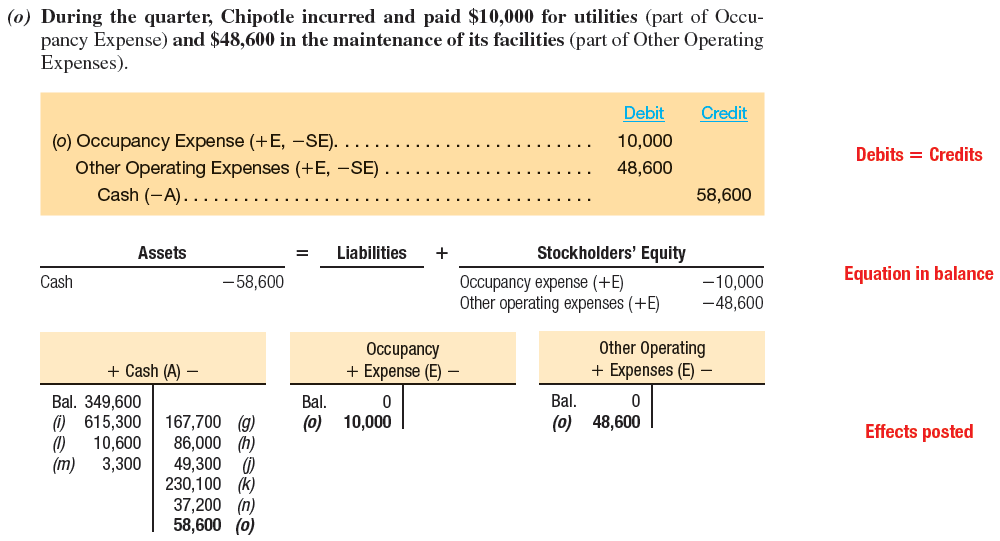 (o) During the quarter, Chipotle incurred and paid $10,000 for utilities (part of Occu-
pancy Expense) and $48,600 in the maintenance of its facilities (part of Other Operating
Expenses).
Debit Credit
(o) Occupancy Expense (+E, −SE). . . . . . . . . . . . . . . . . . . . . . . . . . . 10,000
Other Operating Expenses (+E, −SE) . . . . . . . . . . . . . . . . . . . . . 48,600
Cash (−A). . . . . . . . . . . . . . . . . . . . . . . . . . . . . . . . . . . . . . . . . 58,600
Debits = Credits
Assets = Liabilities + Stockholders’ Equity
Cash −58,600 Occupancy expense (+E) −10,000
Other operating expenses (+E) −48,600
Equation in balance
+ Cash (A) −
Bal. 349,600
(i) 615,300 167,700 (g)
(l) 10,600 86,000 (h)
(m) 3,300 49,300 (j)
230,100 (k)
37,200 (n)
58,600 (o)
Occupancy
+ Expense (E) −
Bal. 0
(o) 10,000
Other Operating
+ Expenses (E) −
Bal. 0
(o) 48,600
Effects posted